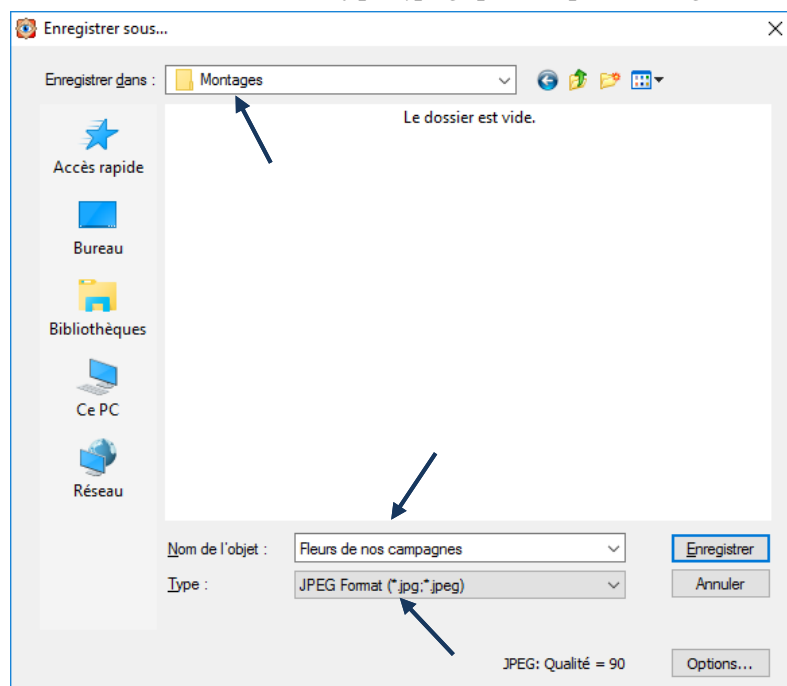 Enregistrer sous...
Enregistrer dans : Montages
Le dossier est vide.
Accès rapide
Bureau
Bibliothèques
Ce PC
Réseau
Nom de l'objet : Fleurs de nos campagnes Enregistrer
Type : JPEG Format (*.jpg;*.jpeg) Annuler
JPEG: Qualité = 90 Options...